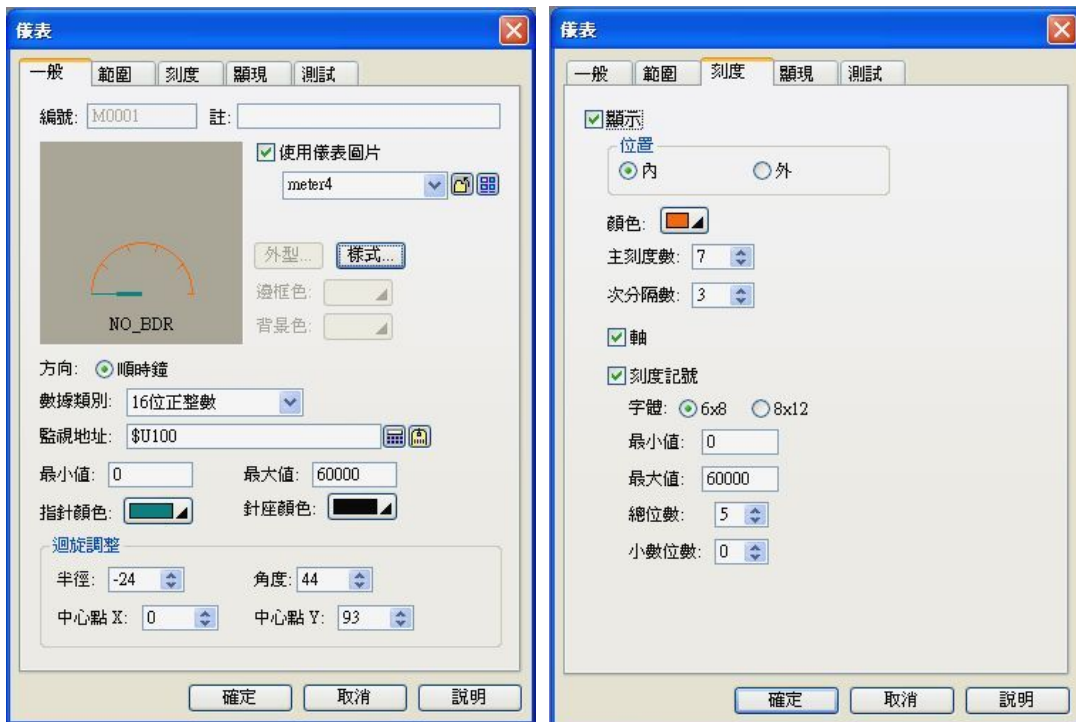 儀表
一般 範圍 刻度 顯現 測試
編號: M0001 註:
使用儀表圖片
meter4
外型... 樣式...
邊框色:
背景色:
NO_BDR
方向: 順時鐘
數據類別: 16位正整數
監視地址: $U100
最小值: 0 最大值: 60000
指針顏色: 針座顏色:
迴旋調整
半徑: -24 角度: 44
中心點 X: 0 中心點 Y: 93
確定 取消 說明
儀表
一般 範圍 刻度 顯現 測試
顯示
位置
內 外
顏色:
主刻度數: 7
次分隔數: 3
軸
刻度記號
字體: 6x8 8x12
最小值: 0
最大值: 60000
總位數: 5
小數位數: 0
確定 取消 說明